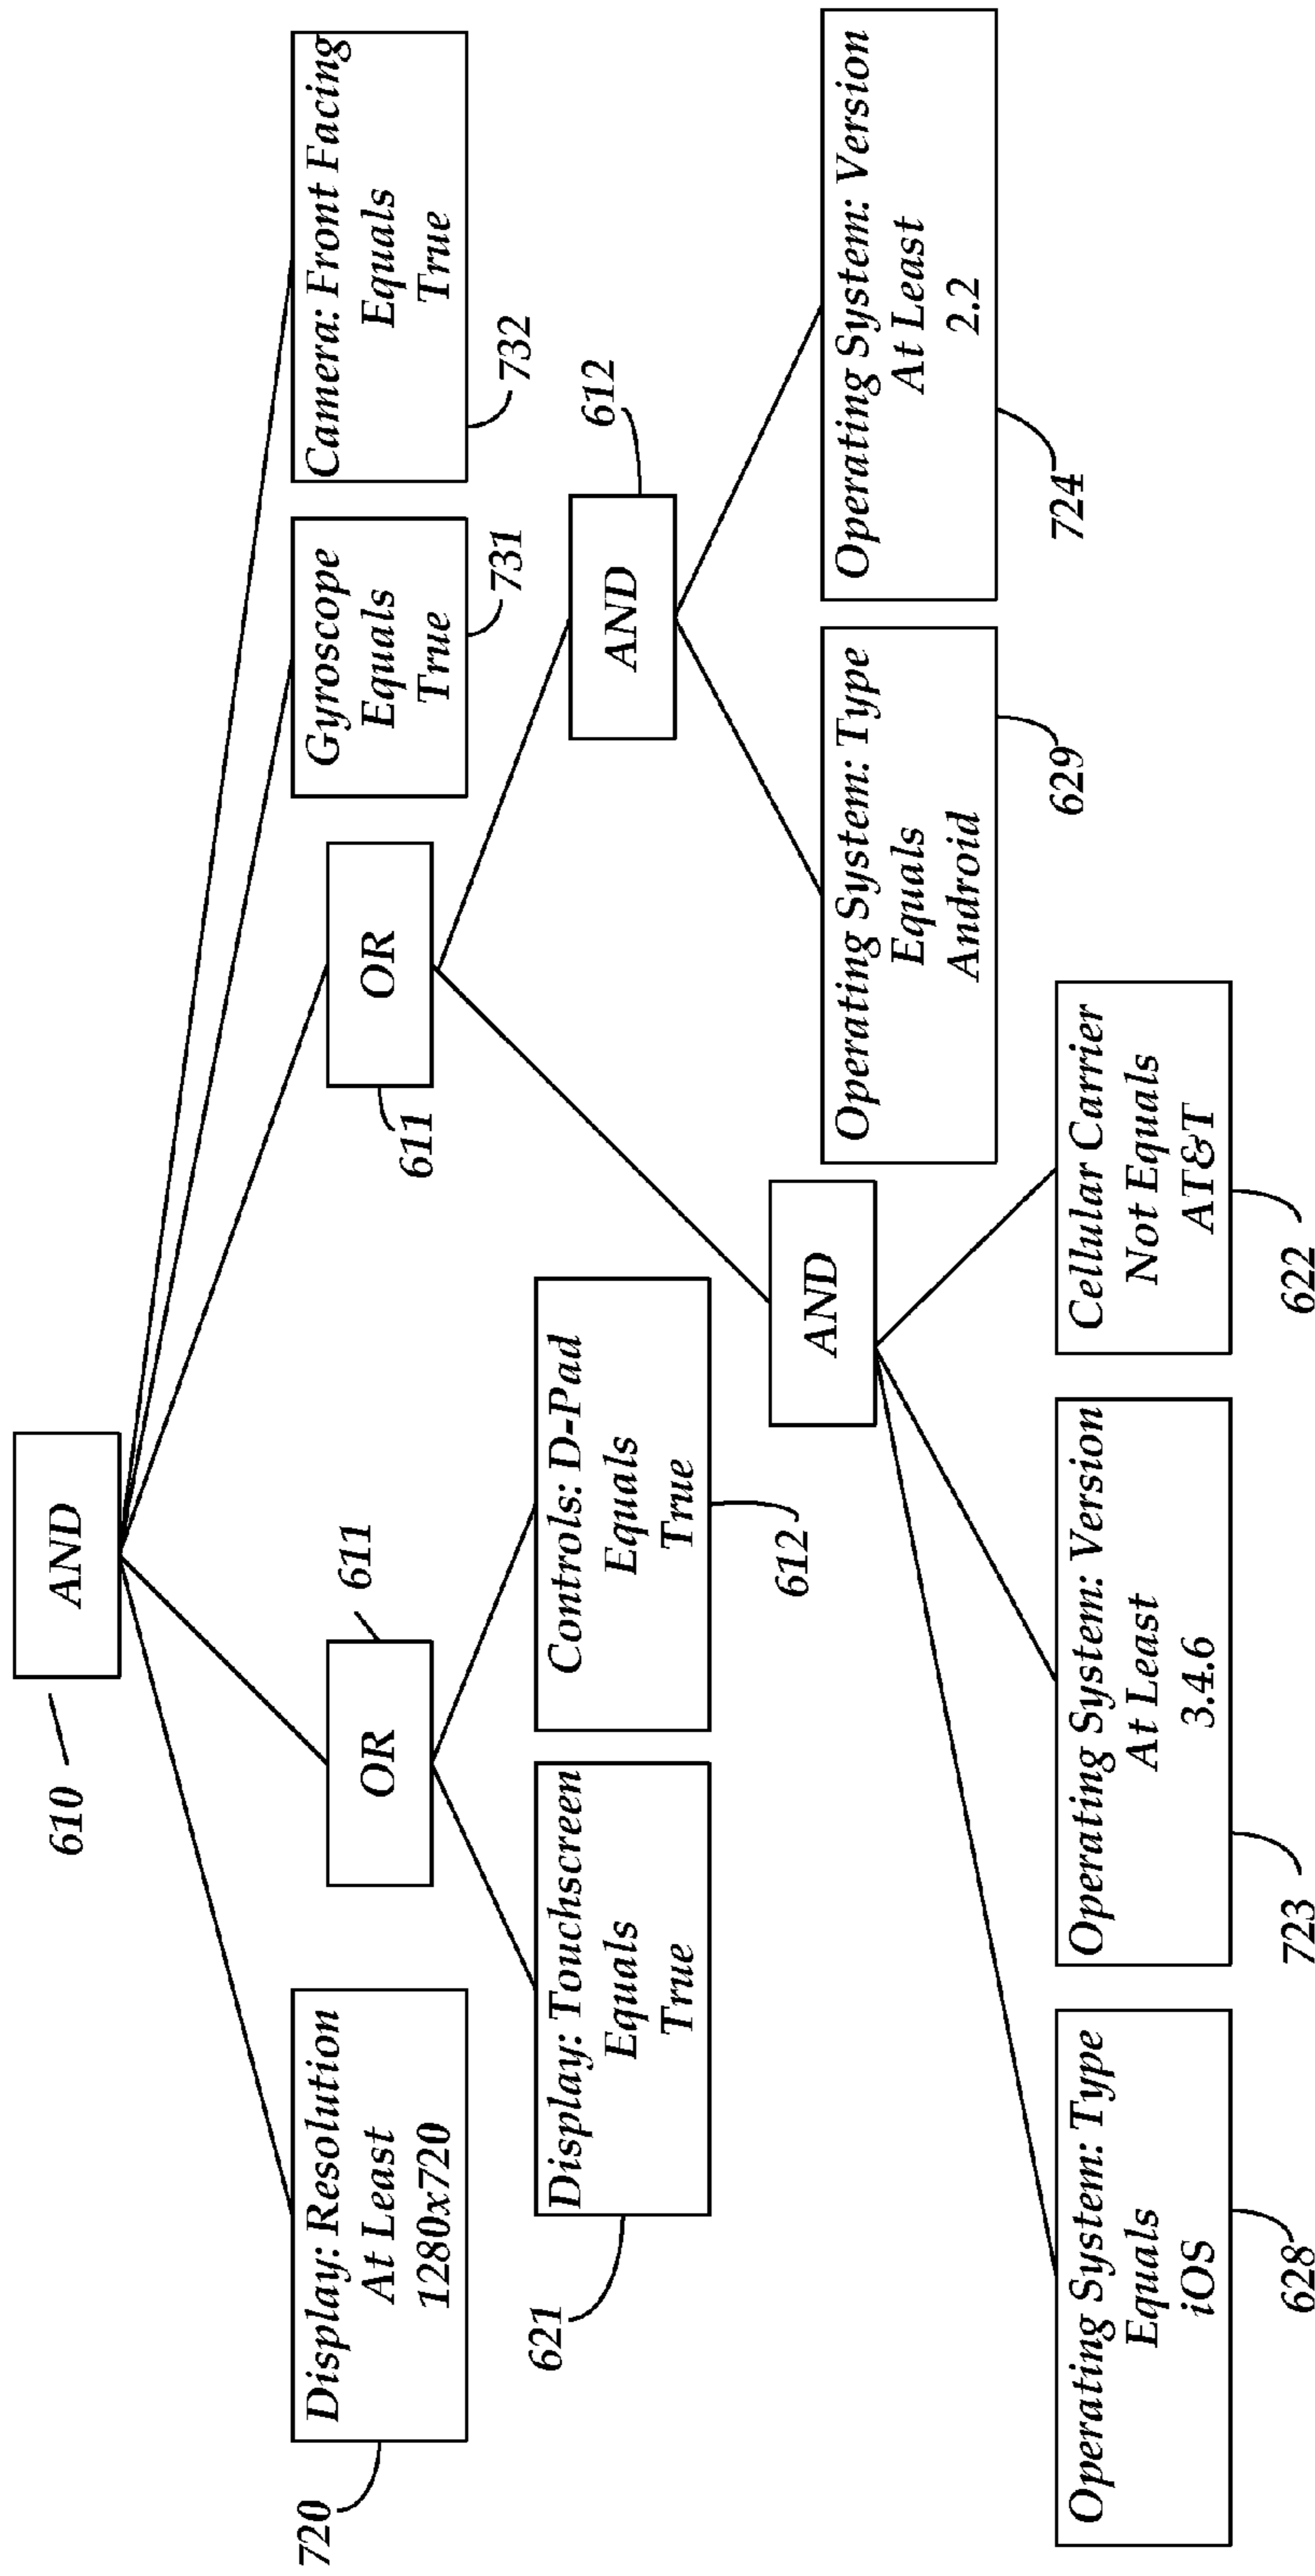 AND
610
Display: Resolution
At Least
1280x720
720
OR
611
OR
611
Gyroscope
Equals
True
731
Camera: Front Facing
Equals
True
732
Display: Touchscreen
Equals
True
621
Controls: D-Pad
Equals
True
612
AND
612
AND
Operating System: Type
Equals
Android
629
Operating System: Version
At Least
2.2
724
Operating System: Type
Equals
iOS
628
Operating System: Version
At Least
3.4.6
723
Cellular Carrier
Not Equals
AT&T
622